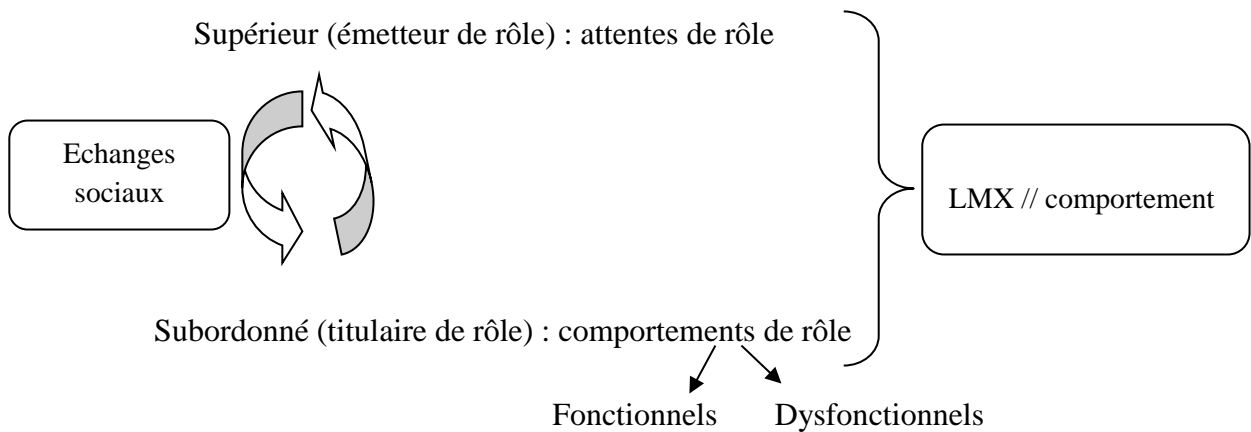 Supérieur (émetteur de rôle) : attentes de rôle
Echanges
sociaux
LMX // comportement
Subordonné (titulaire de rôle) : comportements de rôle
Fonctionnels
Dysfonctionnels